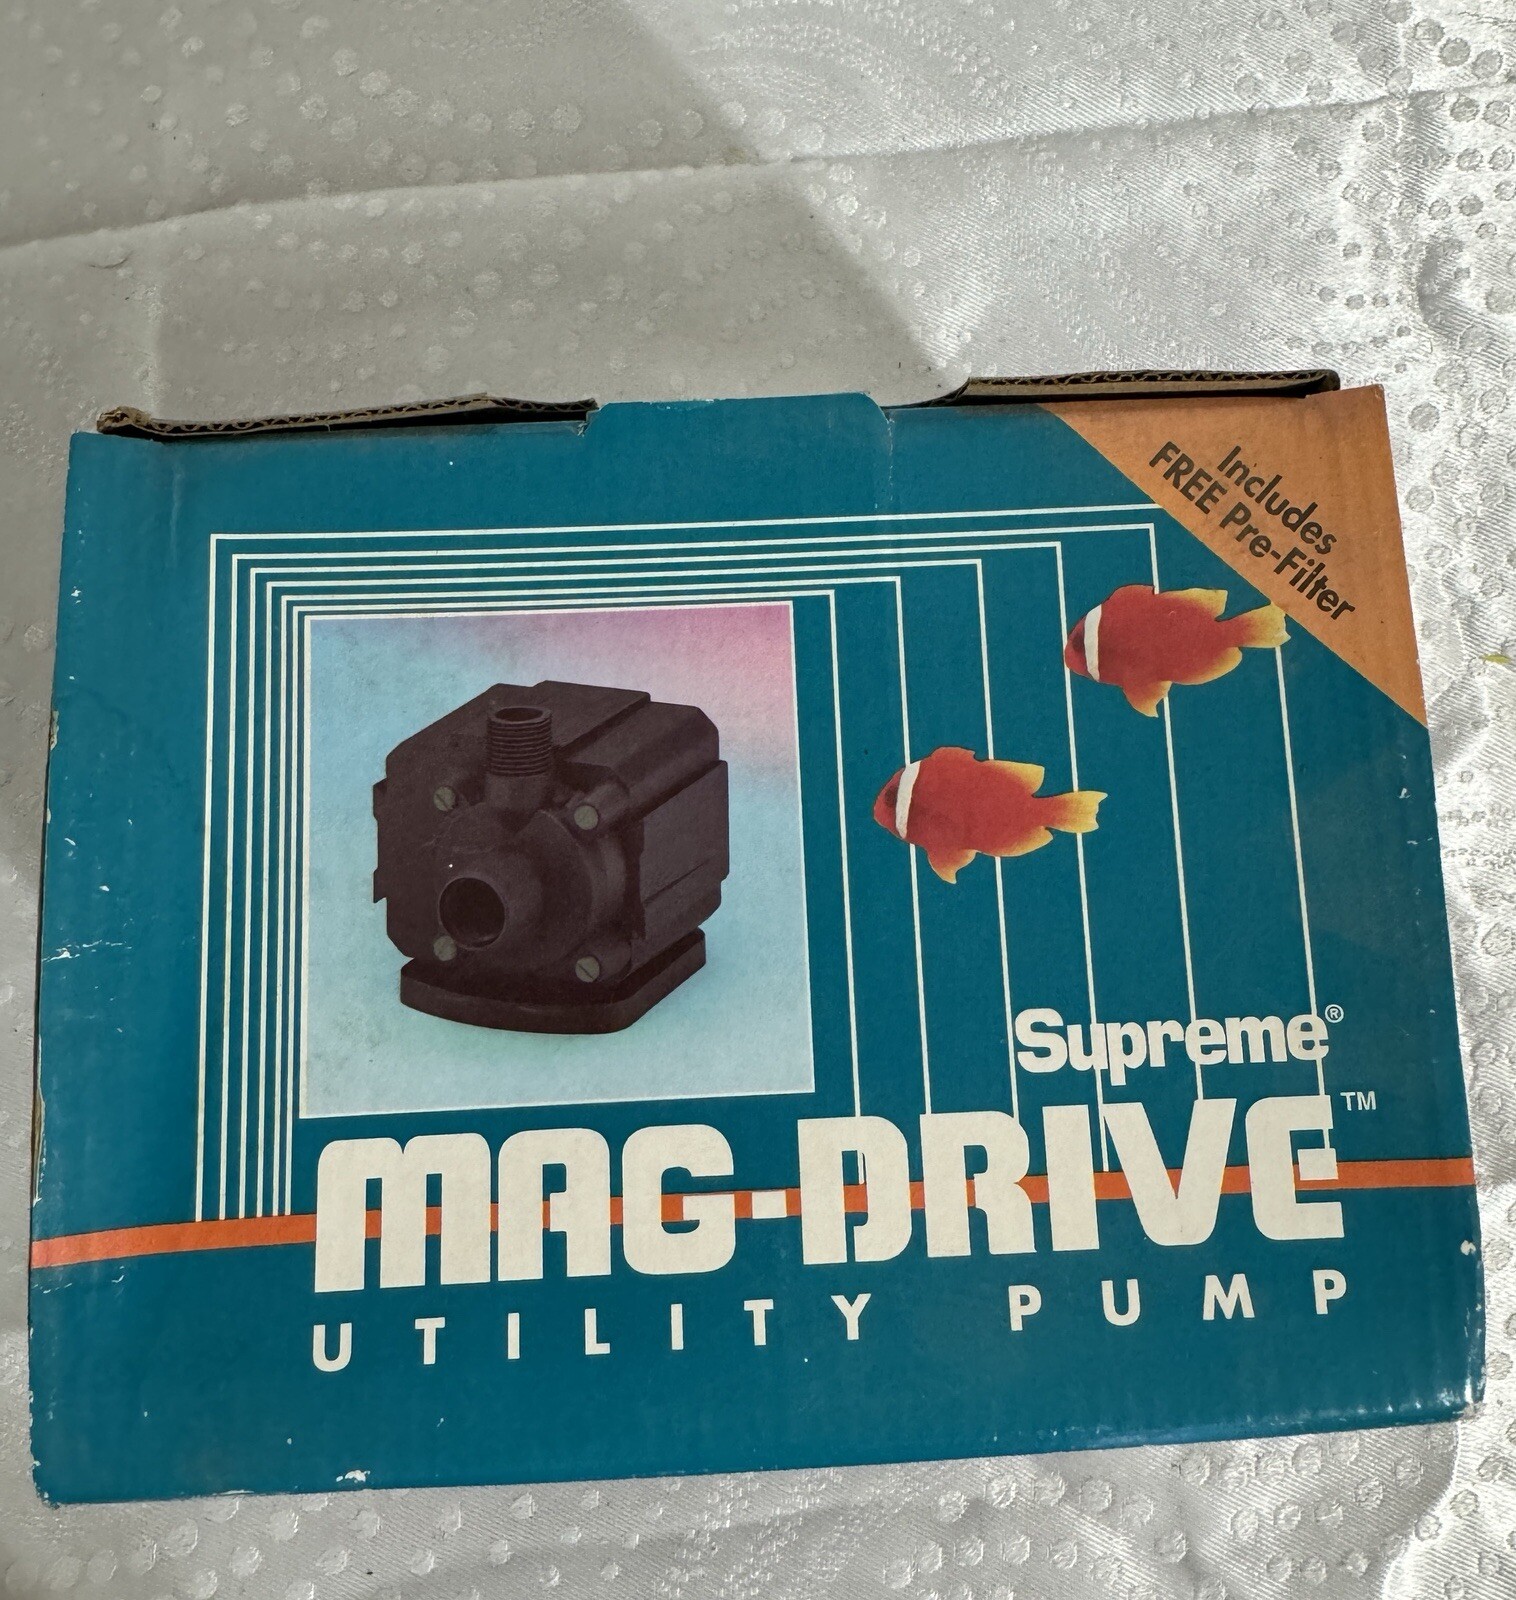 Includes
FREE Pre-Filter
Supreme®
MAG-DRIVE™
UTILITY PUMP